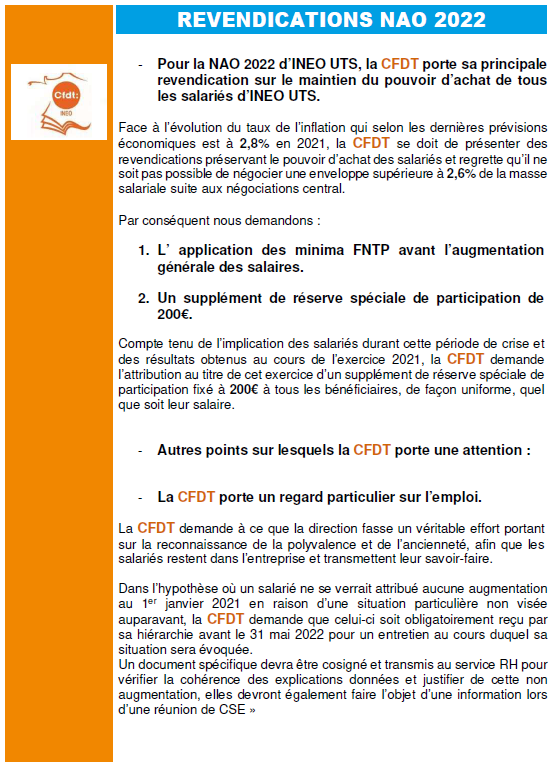 REVENDICATIONS NAO 2022
Cfdt:
INEO
- Pour la NAO 2022 d'INEO UTS, la CFDT porte sa principale
revendication sur le maintien du pouvoir d'achat de tous
les salariés d'INEO UTS.
Face à l'évolution du taux de l'inflation qui selon les dernières prévisions
économiques est à 2,8% en 2021, la CFDT se doit de présenter des
revendications préservant le pouvoir d'achat des salariés et regrette qu'il ne
soit pas possible de négocier une enveloppe supérieure à 2,6% de la masse
salariale suite aux négociations central.
Par conséquent nous demandons :
1. L' application des minima FNTP avant l'augmentation
générale des salaires.
2. Un supplément de réserve spéciale de participation de
200€.
Compte tenu de l'implication des salariés durant cette période de crise et
des résultats obtenus au cours de l'exercice 2021, la CFDT demande
l'attribution au titre de cet exercice d'un supplément de réserve spéciale de
participation fixé à 200€ à tous les bénéficiaires, de façon uniforme, quel
que soit leur salaire.
- Autres points sur lesquels la CFDT porte une attention :
- La CFDT porte un regard particulier sur l'emploi.
La CFDT demande à ce que la direction fasse un véritable effort portant
sur la reconnaissance de la polyvalence et de l'ancienneté, afin que les
salariés restent dans l'entreprise et transmettent leur savoir-faire.
Dans l'hypothèse où un salarié ne se verrait attribué aucune augmentation
au 1er janvier 2021 en raison d'une situation particulière non visée
auparavant, la CFDT demande que celui-ci soit obligatoirement reçu par
sa hiérarchie avant le 31 mai 2022 pour un entretien au cours duquel sa
situation sera évoquée.
Un document spécifique devra être cosigné et transmis au service RH pour
vérifier la cohérence des explications données et justifier de cette non
augmentation, elles devront également faire l'objet d'une information lors
d'une réunion de CSE »